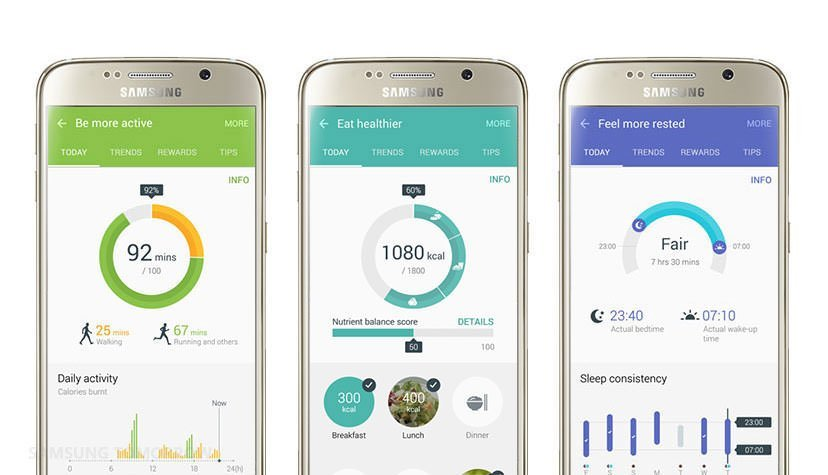 SAMSUNG
Be more active
MORE
TODAY TRENDS REWARDS TIPS
INFO
92%
92 mins
/ 100
25 mins
Walking
67 mins
Running and others
Daily activity
Calories burnt
Now
0 6 12 18 24(h)
SAMSUNG TOMORROW
SAMSUNG
Eat healthier
MORE
TODAY TRENDS REWARDS TIPS
INFO
60%
1080 kcal
/ 1800
Nutrient balance score
DETAILS
50
100
300
kcal
Breakfast
400
kcal
Lunch
Dinner
SAMSUNG
Feel more rested
MORE
TODAY TRENDS REWARDS TIPS
INFO
23:00
Fair
7 hrs 30 mins
07:00
23:40
Actual bedtime
07:10
Actual wake-up
time
Sleep consistency
23:00
07:00